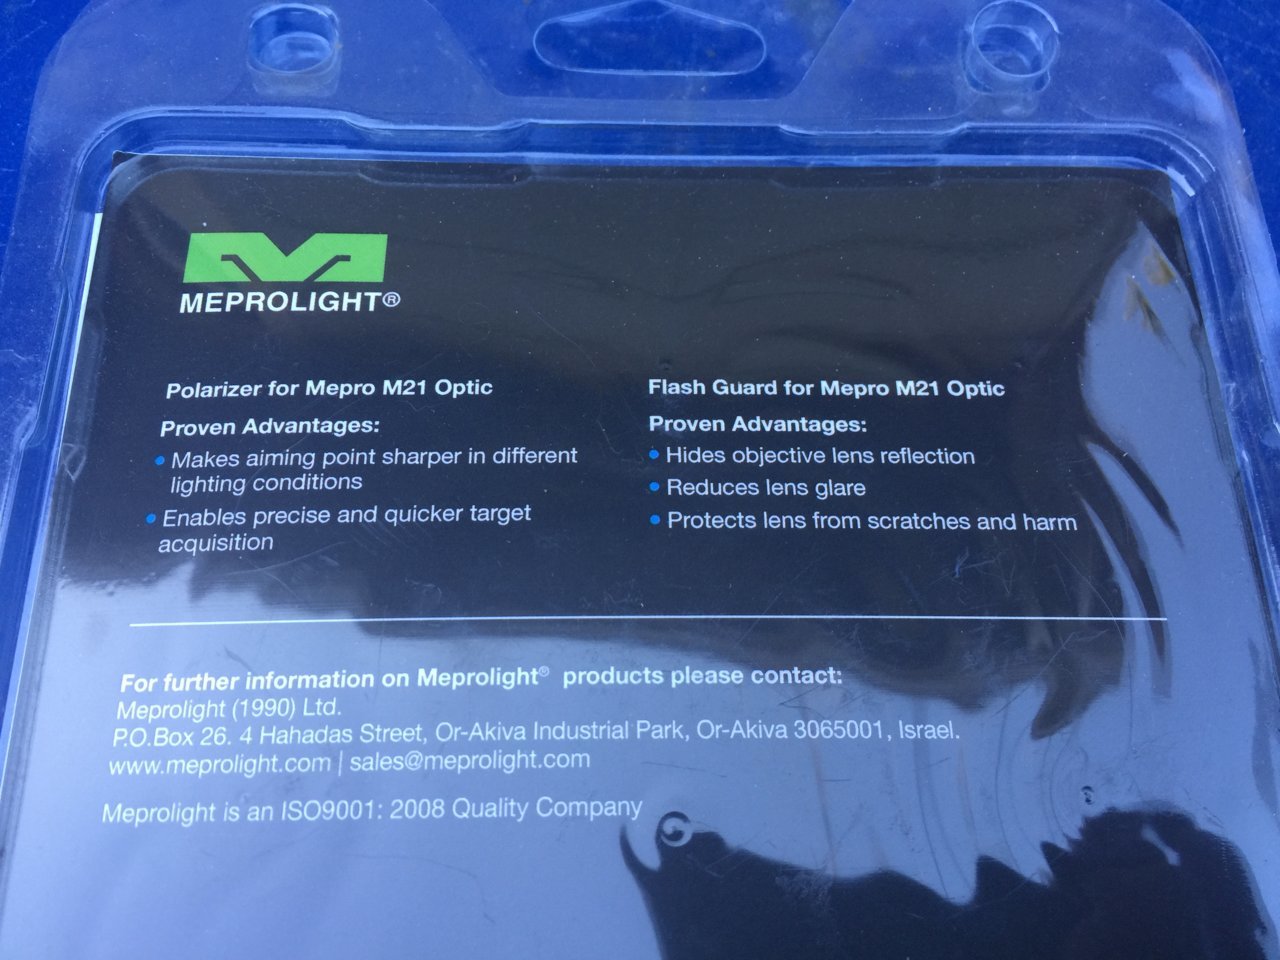 MEPROLIGHT®
Polarizer for Mepro M21 Optic
Proven Advantages:
• Makes aiming point sharper in different
lighting conditions
• Enables precise and quicker target
acquisition
Flash Guard for Mepro M21 Optic
Proven Advantages:
• Hides objective lens reflection
• Reduces lens glare
• Protects lens from scratches and harm
For further information on Meprolight® products please contact:
Meprolight (1990) Ltd.
P.O.Box 26. 4 Hahadas Street, Or-Akiva Industrial Park, Or-Akiva 3065001, Israel.
www.meprolight.com | sales@meprolight.com
Meprolight is an ISO9001: 2008 Quality Company